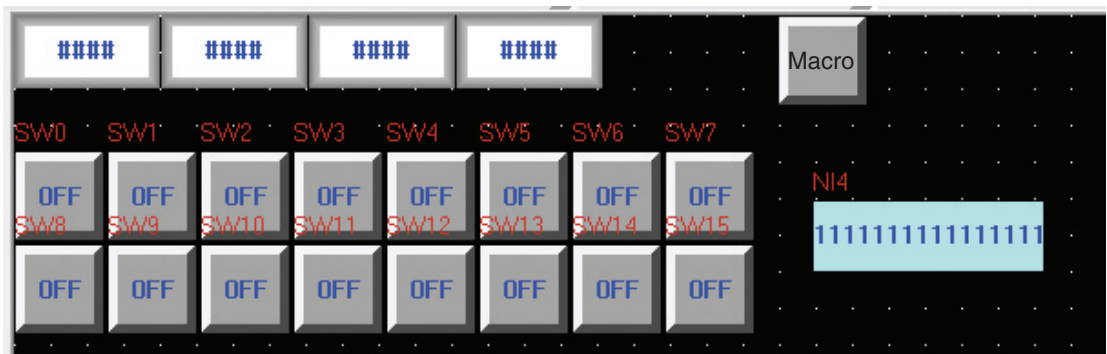 #### #### #### #### Macro
SW0 SW1 SW2 SW3 SW4 SW5 SW6 SW7
NI4
OFF OFF OFF OFF OFF OFF OFF OFF
SW8 SW9 SW10 SW11 SW12 SW13 SW14 SW15
1111111111111111
OFF OFF OFF OFF OFF OFF OFF OFF